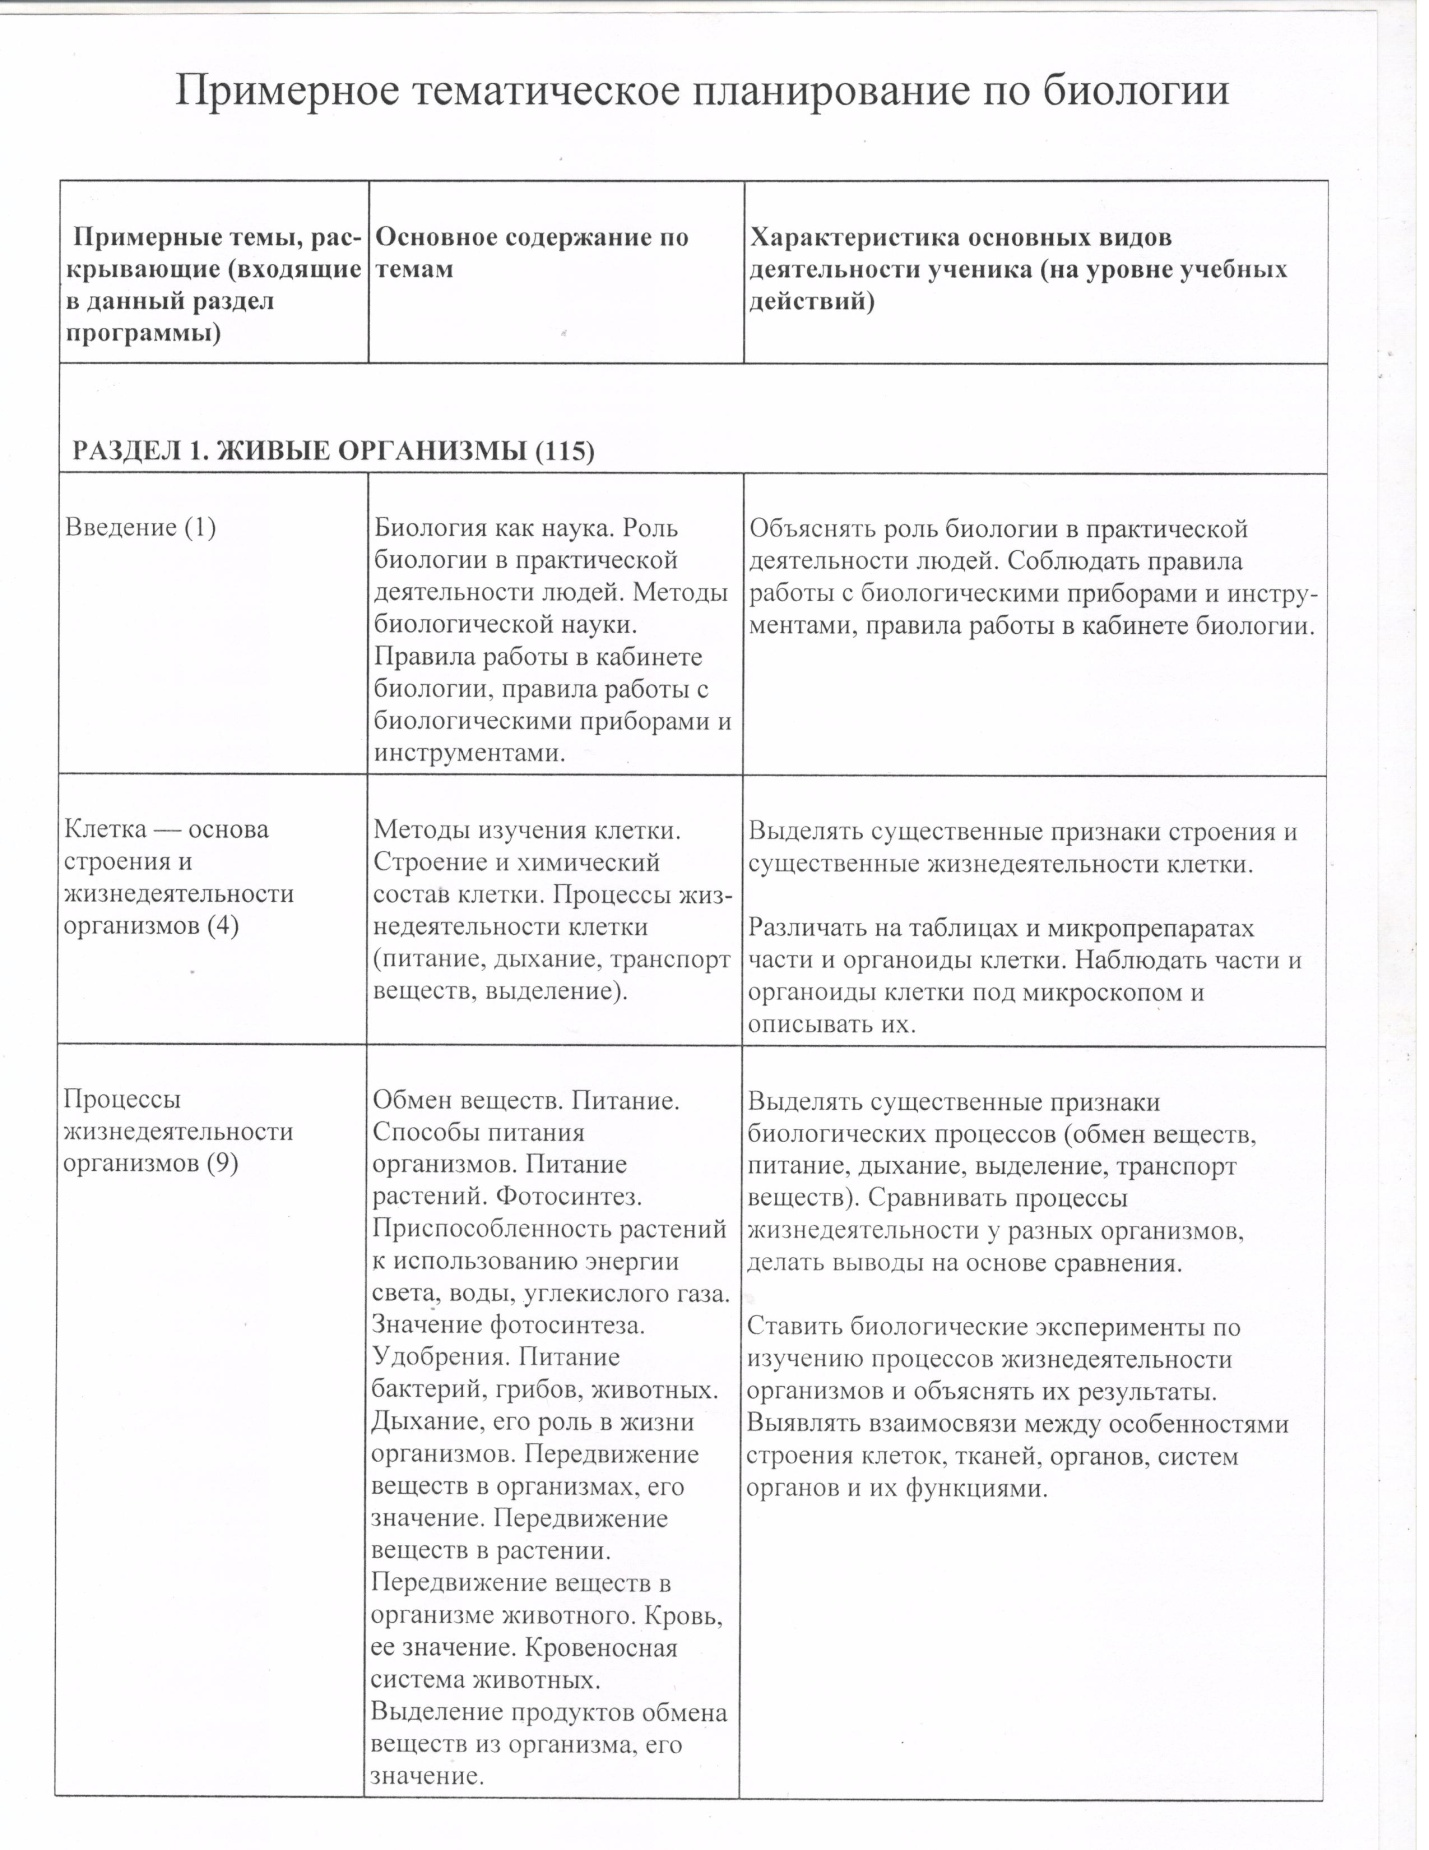 Примерное тематическое планирование по биологии
Примерные темы, рас-
крывающие (входящие
в данный раздел
программы)
Основное содержание по
темам
Характеристика основных видов
деятельности ученика (на уровне учебных
действий)
РАЗДЕЛ 1. ЖИВЫЕ ОРГАНИЗМЫ (115)
Введение (1)
Биология как наука. Роль
биологии в практической
деятельности людей. Методы
биологической науки.
Правила работы в кабинете
биологии, правила работы с
биологическими приборами и
инструментами.
Объяснять роль биологии в практической
деятельности людей. Соблюдать правила
работы с биологическими приборами и инстру-
ментами, правила работы в кабинете биологии.
Клетка — основа
строения и
жизнедеятельности
организмов (4)
Методы изучения клетки.
Строение и химический
состав клетки. Процессы жиз-
недеятельности клетки
(питание, дыхание, транспорт
веществ, выделение).
Выделять существенные признаки строения и
существенные жизнедеятельности клетки.
Различать на таблицах и микропрепаратах
части и органоиды клетки. Наблюдать части и
органоиды клетки под микроскопом и
описывать их.
Процессы
жизнедеятельности
организмов (9)
Обмен веществ. Питание.
Способы питания
организмов. Питание
растений. Фотосинтез.
Приспособленность растений
к использованию энергии
света, воды, углекислого газа.
Значение фотосинтеза.
Удобрения. Питание
бактерий, грибов, животных.
Дыхание, его роль в жизни
организмов. Передвижение
веществ в организмах, его
значение. Передвижение
веществ в растении.
Передвижение веществ в
организме животного. Кровь,
ее значение. Кровеносная
система животных.
Выделение продуктов обмена
веществ из организма, его
значение.
Выделять существенные признаки
биологических процессов (обмен веществ,
питание, дыхание, выделение, транспорт
веществ). Сравнивать процессы
жизнедеятельности у разных организмов,
делать выводы на основе сравнения.
Ставить биологические эксперименты по
изучению процессов жизнедеятельности
организмов и объяснять их результаты.
Выявлять взаимосвязи между особенностями
строения клеток, тканей, органов, систем
органов и их функциями.